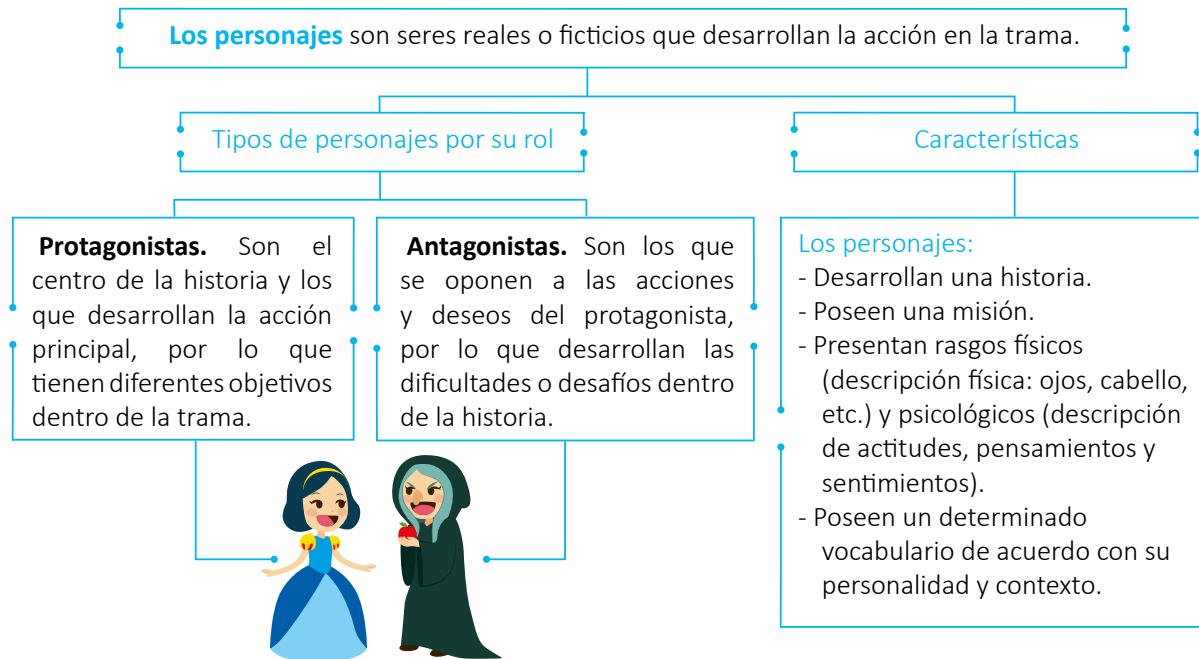 Los personajes son seres reales o ficticios que desarrollan la acción en la trama.
Tipos de personajes por su rol
Protagonistas. Son el
centro de la historia y los
que desarrollan la acción
principal, por lo que
tienen diferentes objetivos
dentro de la trama.
Antagonistas. Son los que
se oponen a las acciones
y deseos del protagonista,
por lo que desarrollan las
dificultades o desafíos dentro
de la historia.
Característícas
Los personajes:
- Desarrollan una historia.
- Poseen una misión.
- Presentan rasgos físicos
(descripción física: ojos, cabello,
etc.) y psicológicos (descripción
de actitudes, pensamientos y
sentimientos).
- Poseen un determinado
vocabulario de acuerdo con su
personalidad y contexto.